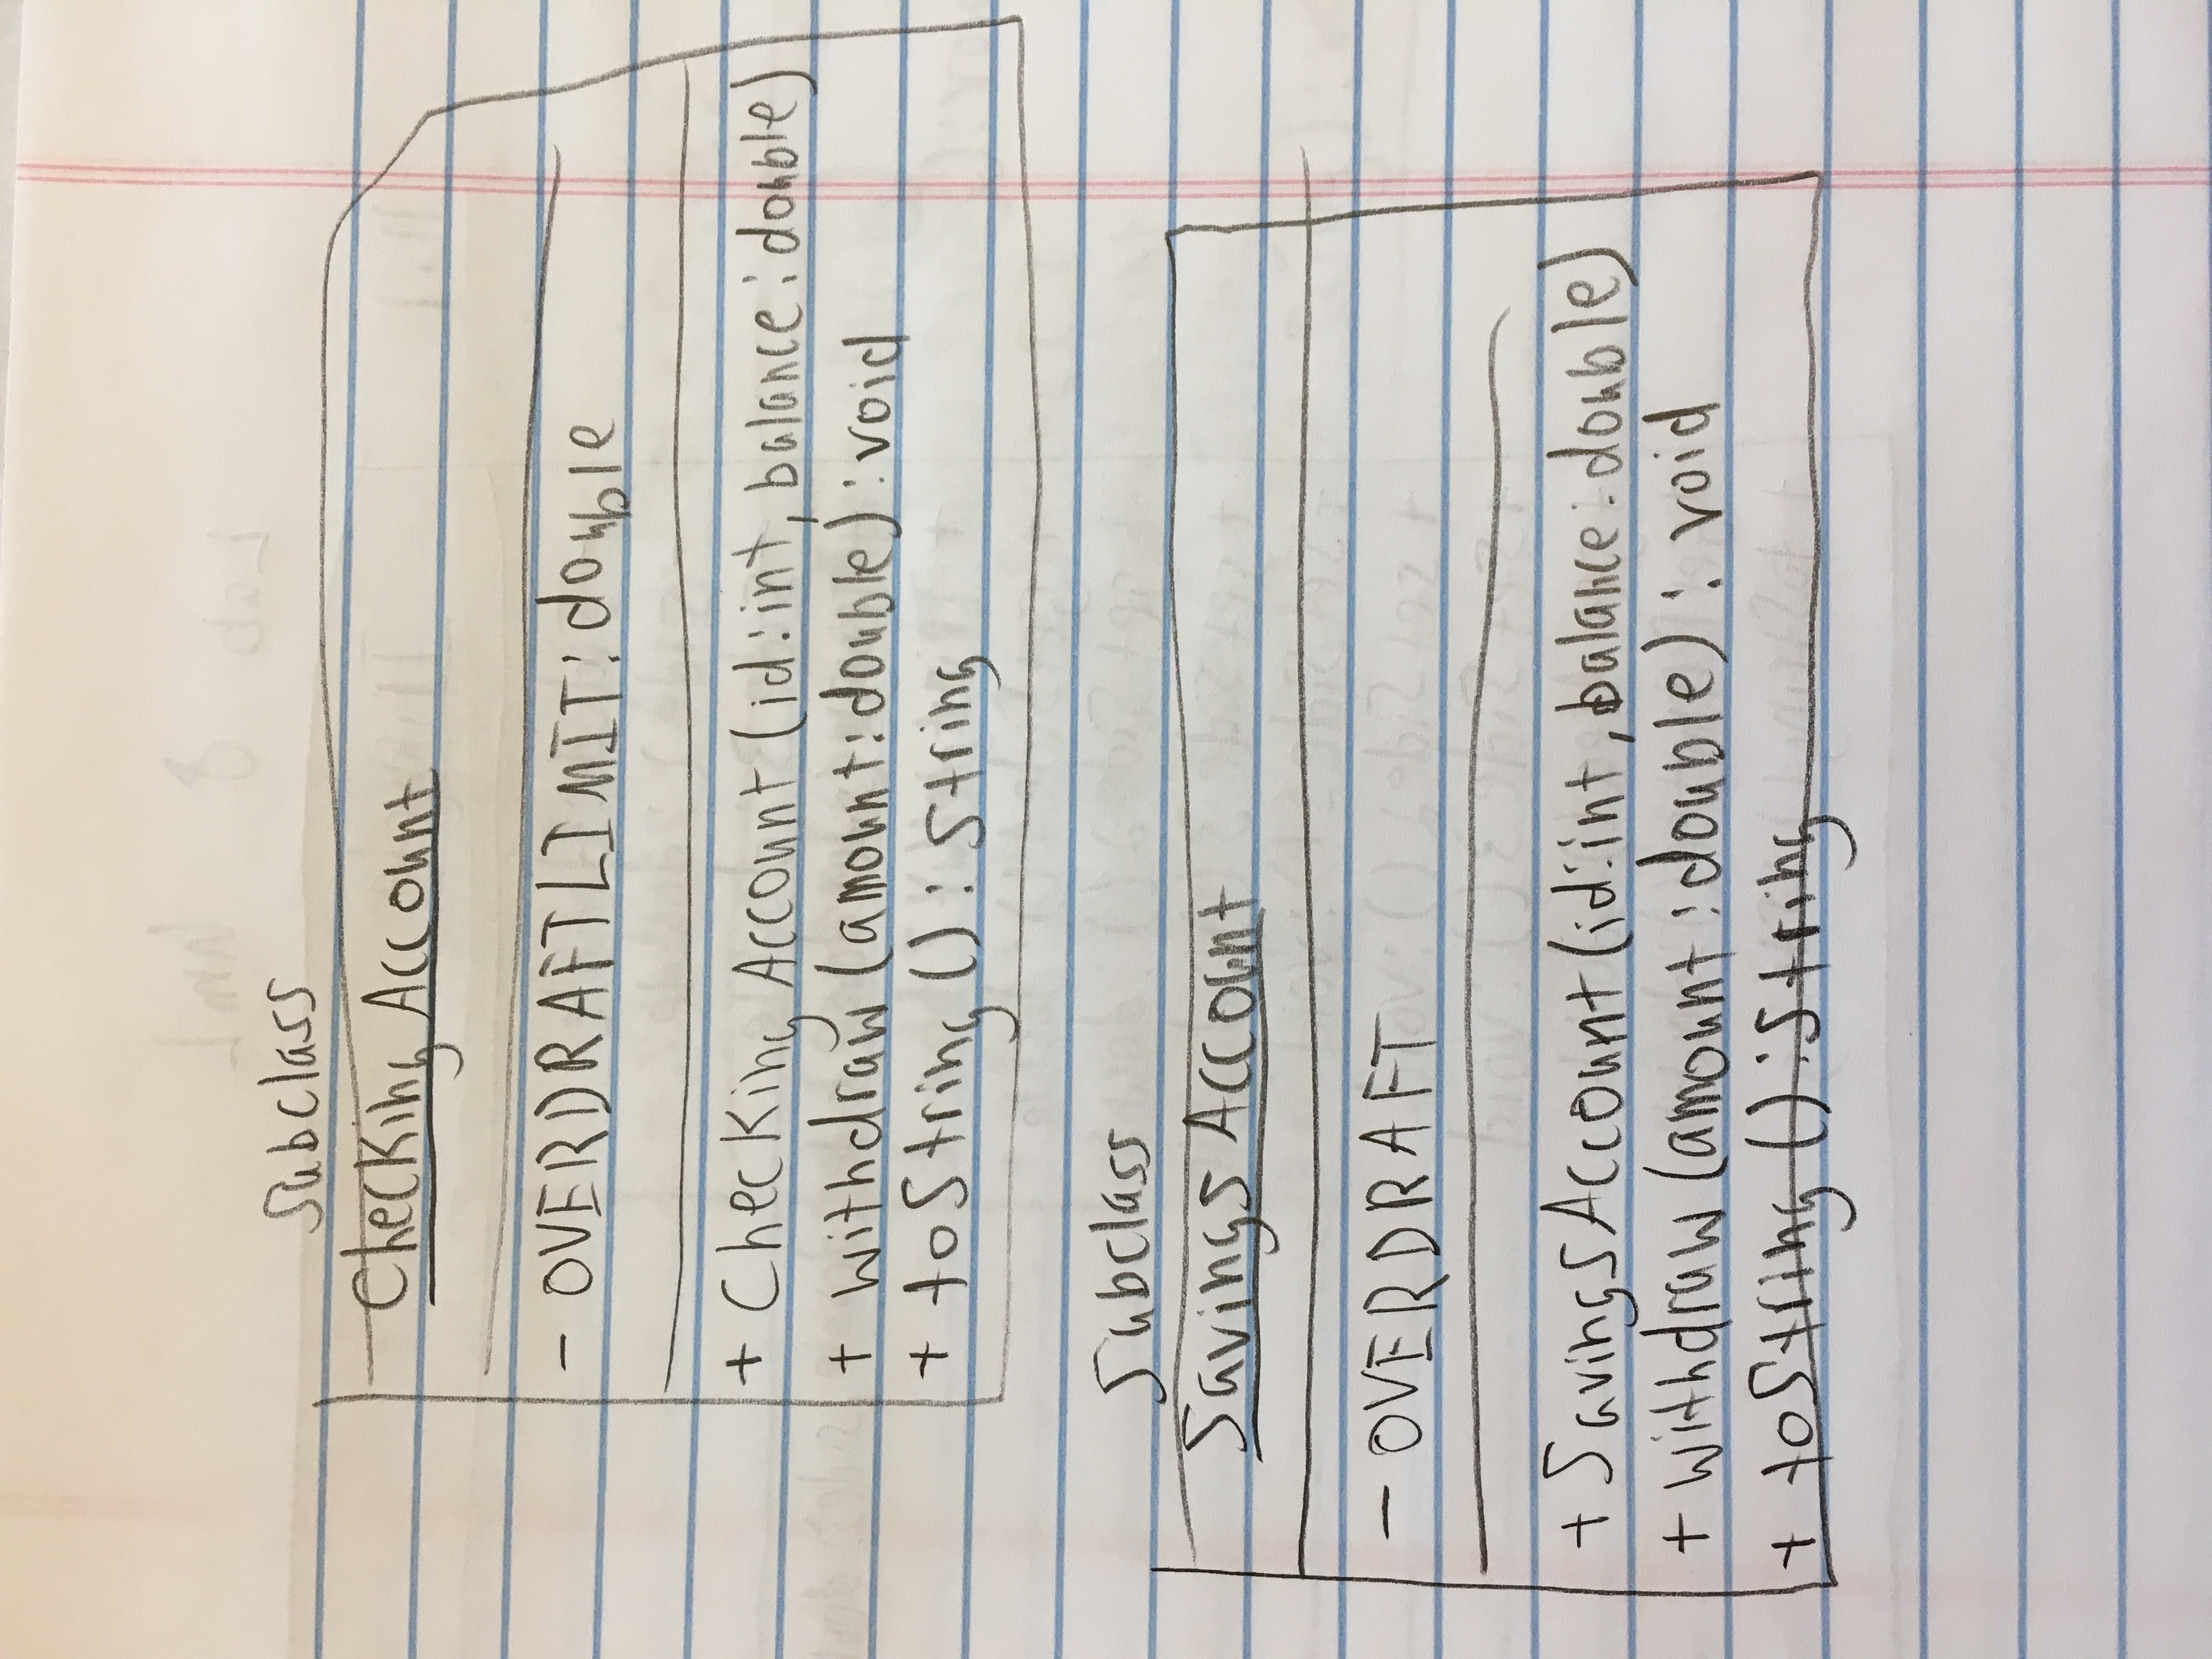 Subclass
Checking Account
- OVERDRAFTLIMIT: double
+ Checking Account (id: int, balance: double)
+ withdraw (amount: double) : void
+ toString () : String
Subclass
Savings Account
- OVERDRAFT
+ SavingsAccount (id: int, balance: double)
+ withdraw (amount: double) : void
+ toString () : String